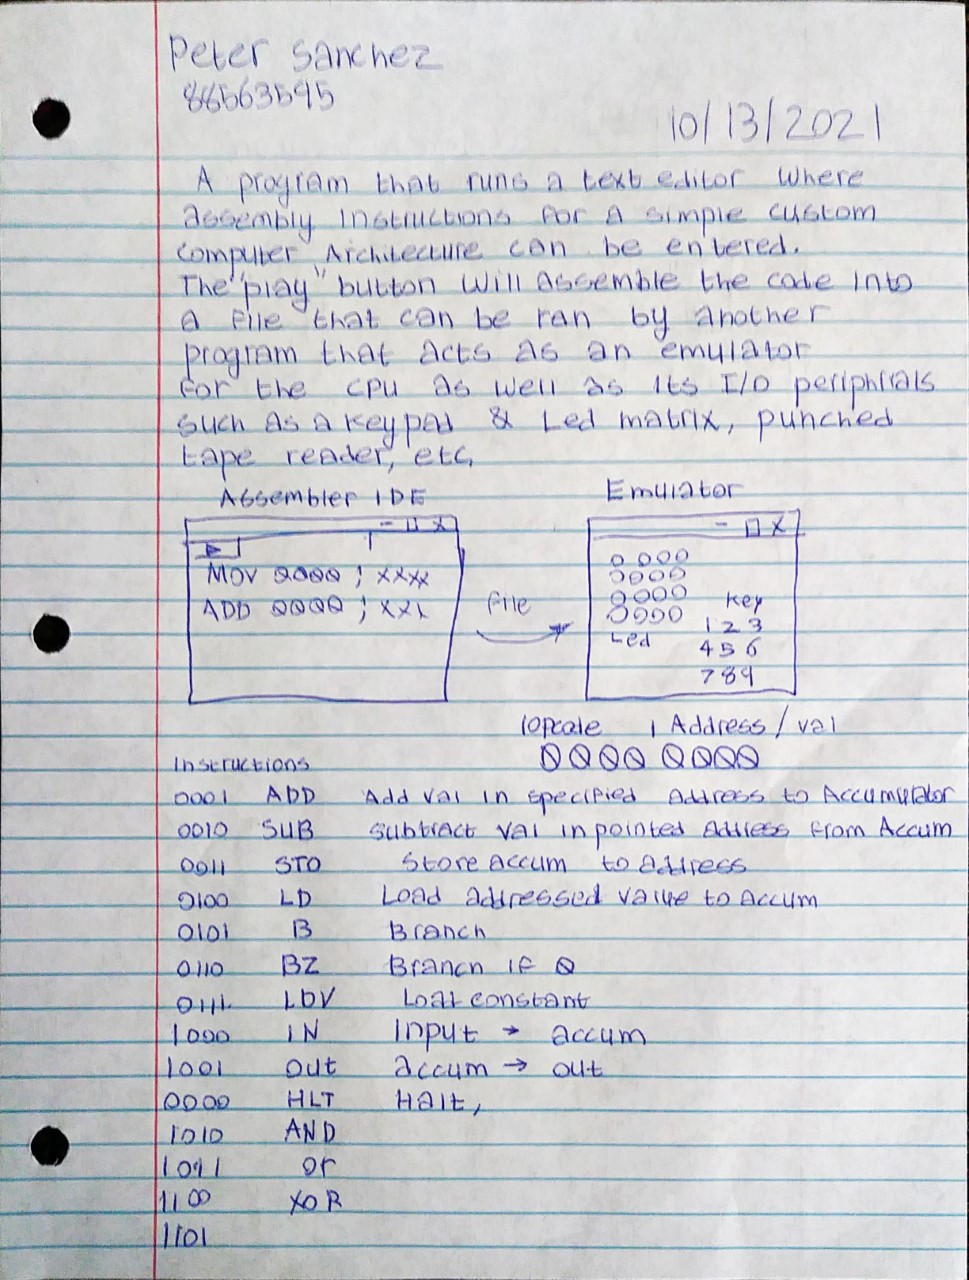 Peter Sanchez
88563595
10/13/2021
A program that runs a text editor where
assembly instructions for a simple custom
computer Architecture can be entered.
The "play" button will assemble the code into
a file that can be ran by another
program that acts as an emulator
for the CPU as well as its I/O periphirals
such as a keypad & Led matrix, punched
tape reader, etc,
Assembler IDE
Emulator
- □ X
- □ X
MOV 0000 ; xxxx
ADD 0000 ; xxx
file
0000
0000
0000
0000
Led
Key
1 2 3
4 5 6
7 8 9
Opcode | Address / val
0000 0000
Instructions
0001 ADD Add val in specified address to Accumulator
0010 SUB subtract val in pointed address from Accum
0011 STO Store accum to address
0100 LD Load addressed value to accum
0101 B Branch
0110 BZ Branch if 0
0111 LDV Load constant
1000 IN Input → accum
1001 out accum → out
0000 HLT Halt,
1010 AND
1011 or
1100 XOR
1101